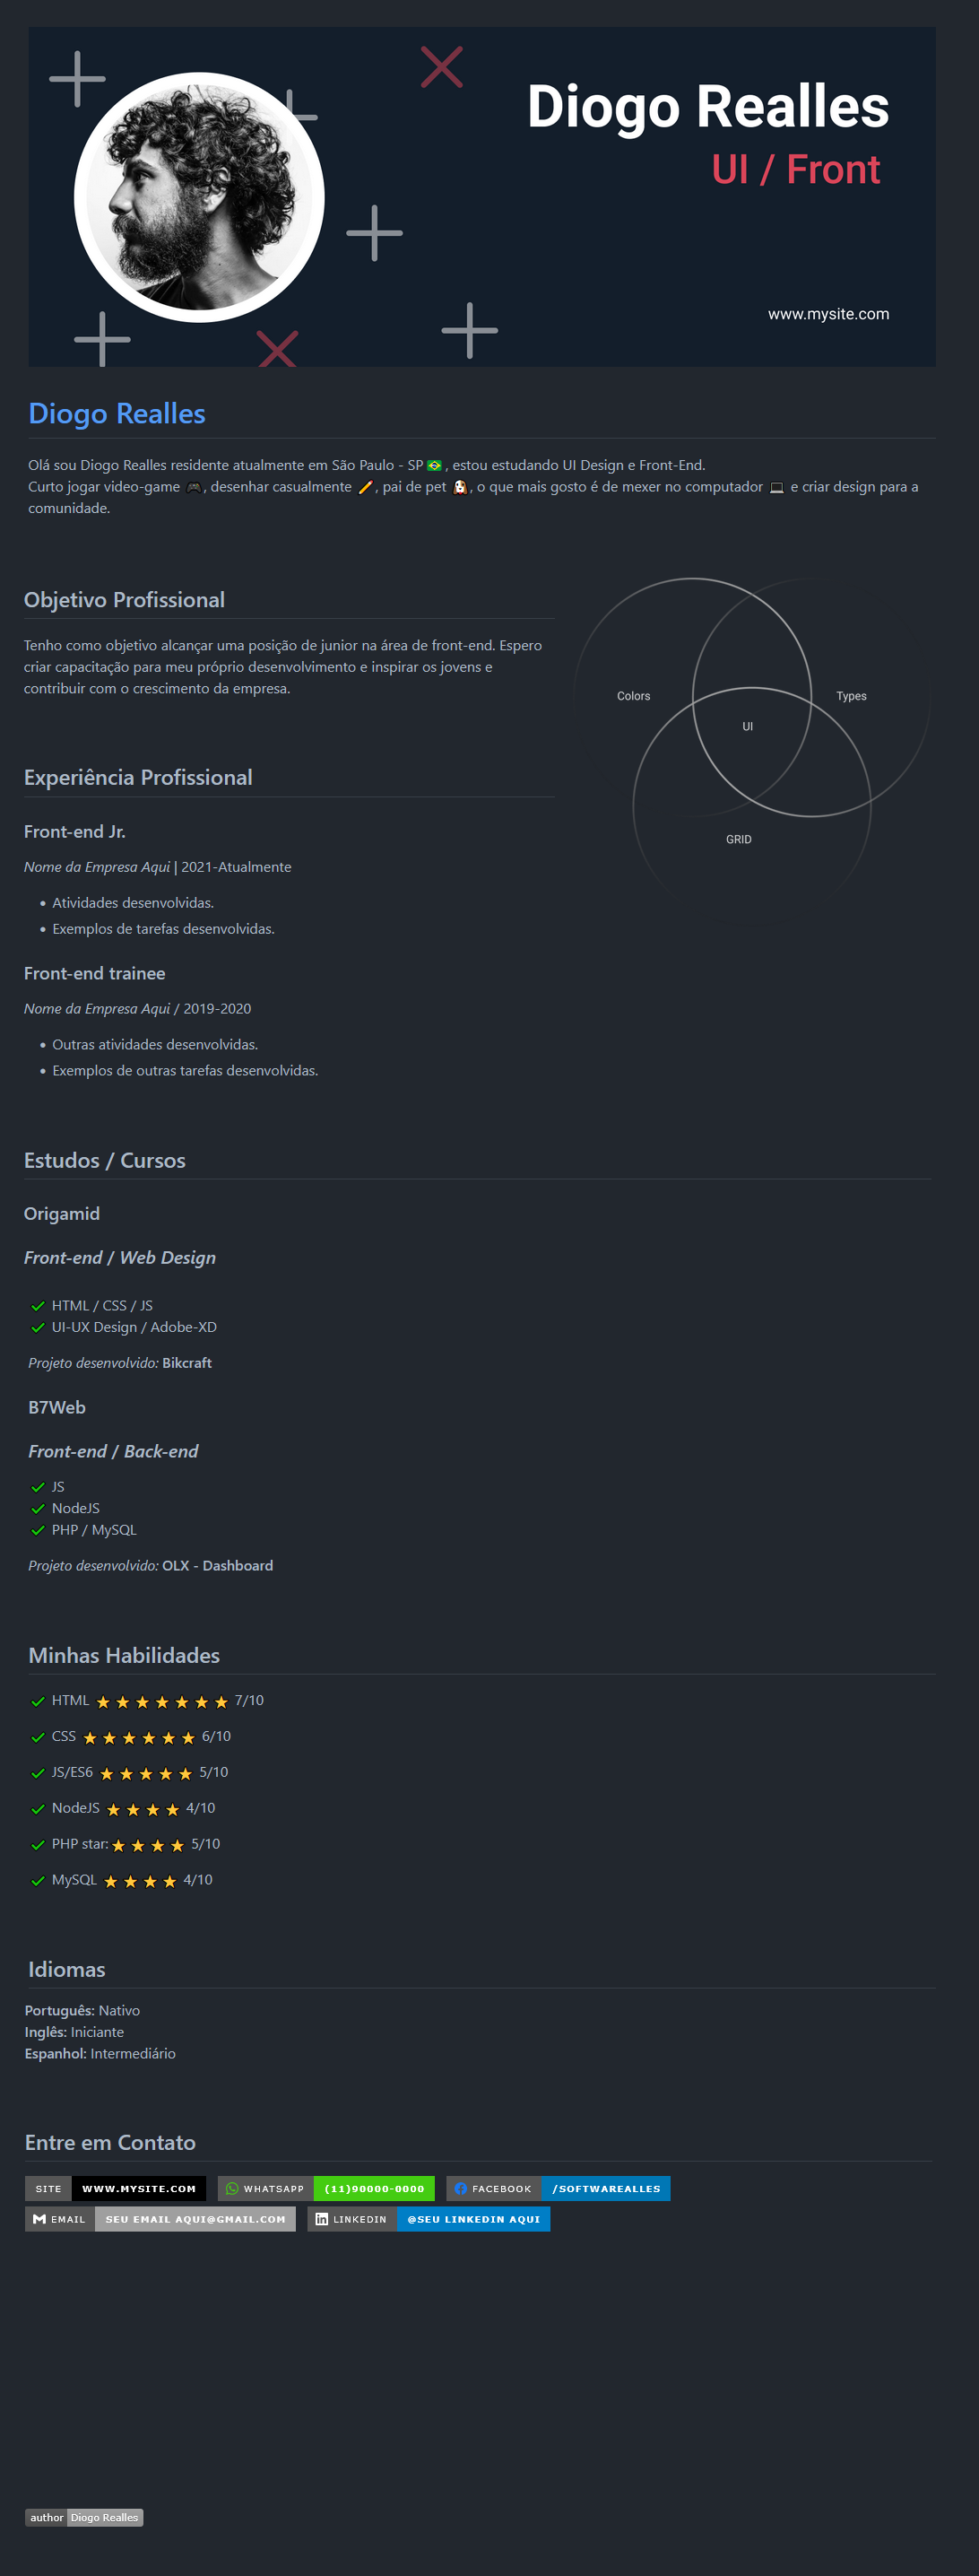 Diogo Realles
UI / Front
www.mysite.com
Diogo Realles
Olá sou Diogo Realles residente atualmente em São Paulo - SP 🇧🇷 , estou estudando UI Design e Front-End.
Curto jogar video-game 🎮, desenhar casualmente ✏️, pai de pet 🐶, o que mais gosto é de mexer no computador 💻 e criar design para a
comunidade.
Objetivo Profissional
Tenho como objetivo alcançar uma posição de junior na área de front-end. Espero
criar capacitação para meu próprio desenvolvimento e inspirar os jovens e
contribuir com o crescimento da empresa.
Colors
Types
UI
GRID
Experiência Profissional
Front-end Jr.
Nome da Empresa Aqui | 2021-Atualmente
• Atividades desenvolvidas.
• Exemplos de tarefas desenvolvidas.
Front-end trainee
Nome da Empresa Aqui / 2019-2020
• Outras atividades desenvolvidas.
• Exemplos de outras tarefas desenvolvidas.
Estudos / Cursos
Origamid
Front-end / Web Design
✔ HTML / CSS / JS
✔ UI-UX Design / Adobe-XD
Projeto desenvolvido: Bikcraft
B7Web
Front-end / Back-end
✔ JS
✔ NodeJS
✔ PHP / MySQL
Projeto desenvolvido: OLX - Dashboard
Minhas Habilidades
✔ HTML ★ ★ ★ ★ ★ ★ ★ 7/10
✔ CSS ★ ★ ★ ★ ★ ★ 6/10
✔ JS/ES6 ★ ★ ★ ★ ★ 5/10
✔ NodeJS ★ ★ ★ ★ 4/10
✔ PHP star: ★ ★ ★ ★ 5/10
✔ MySQL ★ ★ ★ ★ 4/10
Idiomas
Português: Nativo
Inglês: Iniciante
Espanhol: Intermediário
Entre em Contato
SITE WWW.MYSITE.COM WHATSAPP (11)90000-0000 FACEBOOK /SOFTWAREALLES
EMAIL SEU EMAIL AQUI@GMAIL.COM LINKEDIN @SEU LINKEDIN AQUI
author Diogo Realles